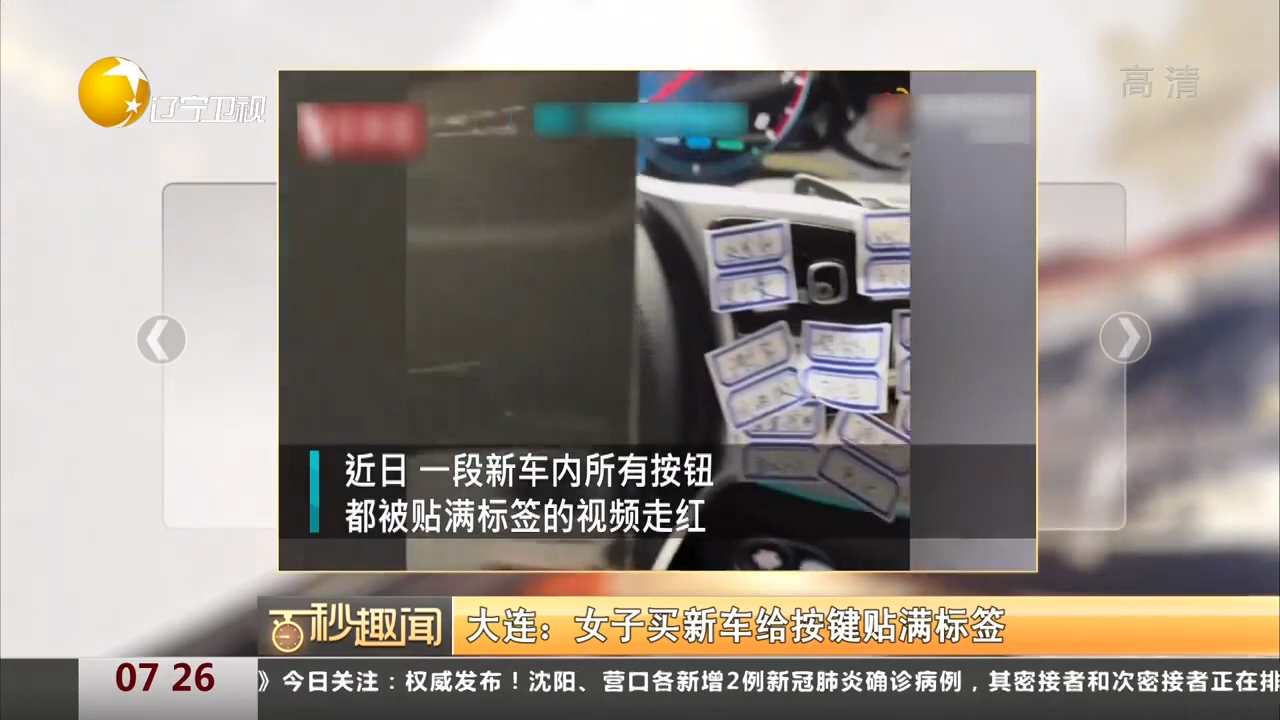 辽宁卫视
高清
近日 一段新车内所有按钮
都被贴满标签的视频走红
秒趣闻
大连：女子买新车给按键贴满标签
07 26
》今日关注：权威发布！沈阳、营口各新增2例新冠肺炎确诊病例，其密接者和次密接者正在排